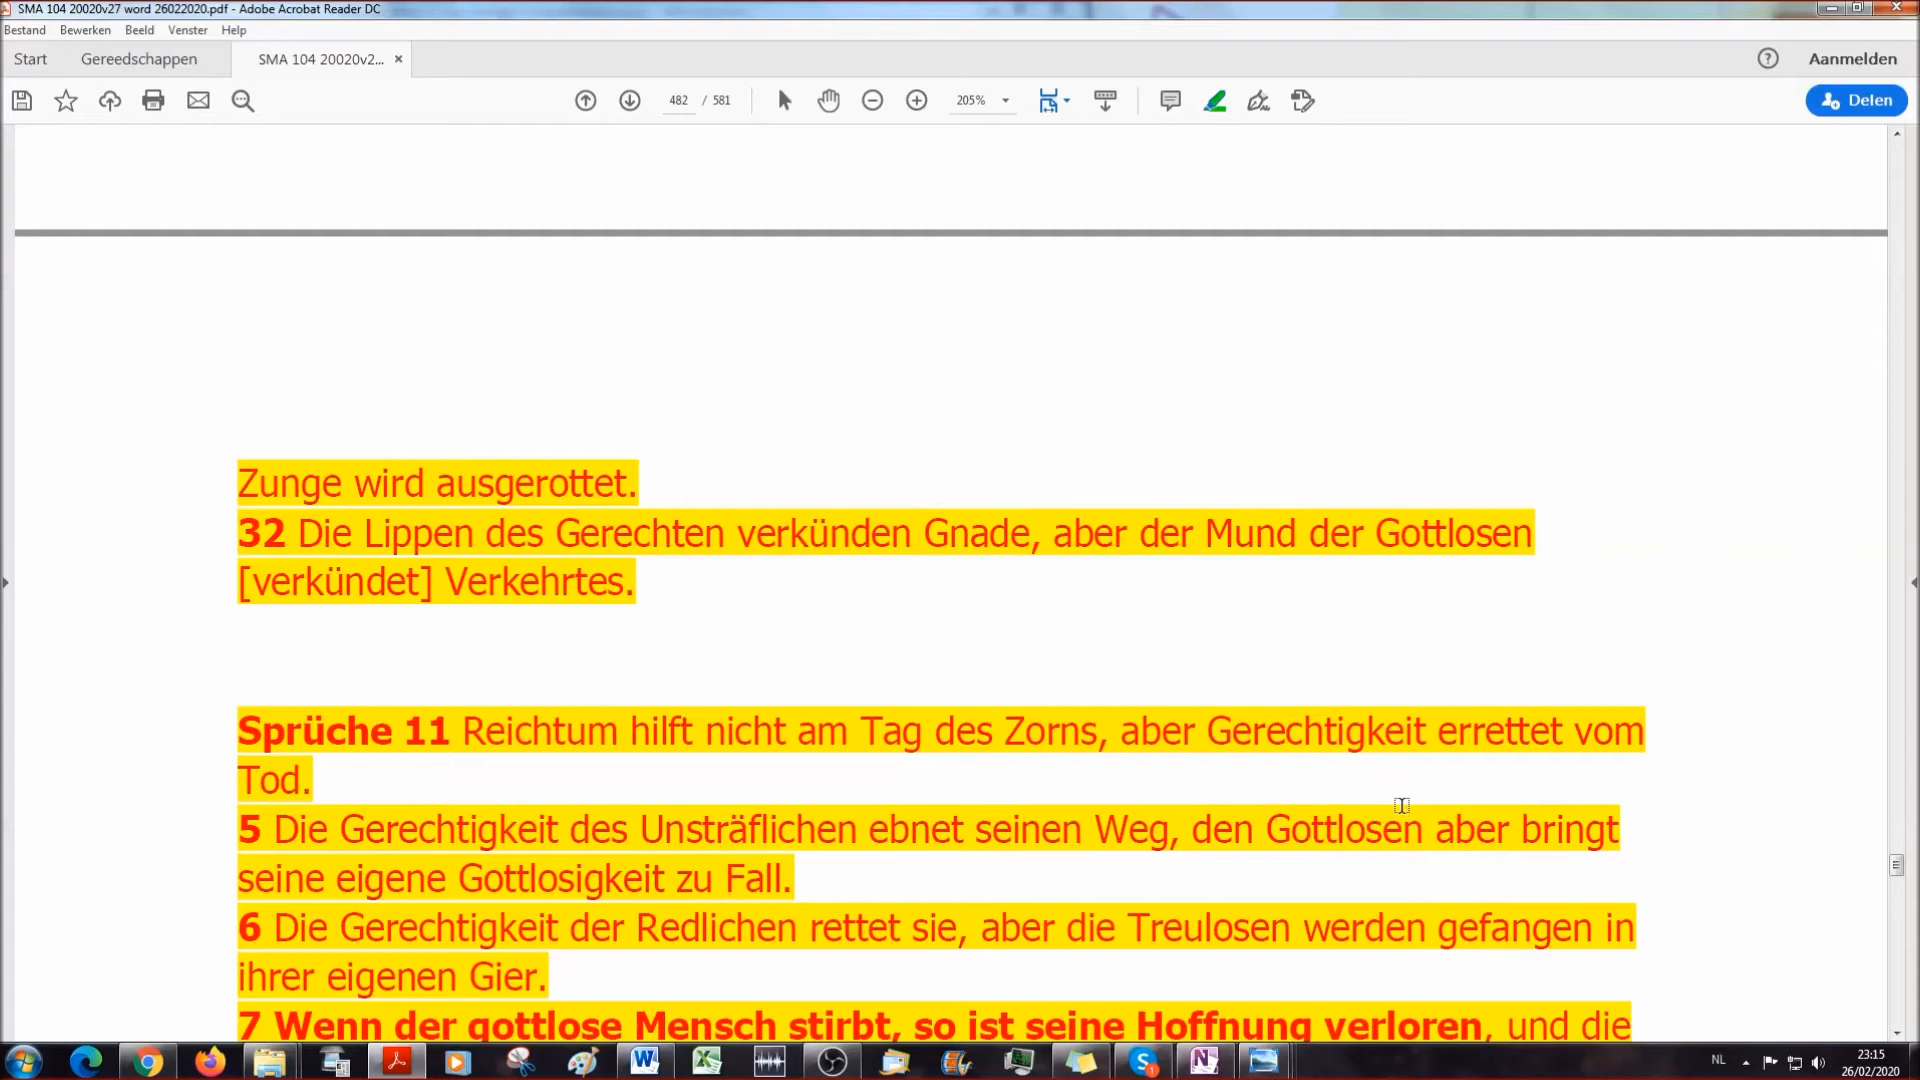 SMA 104 20020v27 word 26022020.pdf - Adobe Acrobat Reader DC
Bestand Bewerken Beeld Venster Help
Start Gereedschappen SMA 104 20020v2... × Aanmelden
482 / 581 205% Delen
Zunge wird ausgerottet.
32 Die Lippen des Gerechten verkünden Gnade, aber der Mund der Gottlosen
[verkündet] Verkehrtes.
Sprüche 11 Reichtum hilft nicht am Tag des Zorns, aber Gerechtigkeit errettet vom
Tod.
5 Die Gerechtigkeit des Unsträflichen ebnet seinen Weg, den Gottlosen aber bringt
seine eigene Gottlosigkeit zu Fall.
6 Die Gerechtigkeit der Redlichen rettet sie, aber die Treulosen werden gefangen in
ihrer eigenen Gier.
7 Wenn der gottlose Mensch stirbt, so ist seine Hoffnung verloren, und die
NL 23:15
26/02/2020